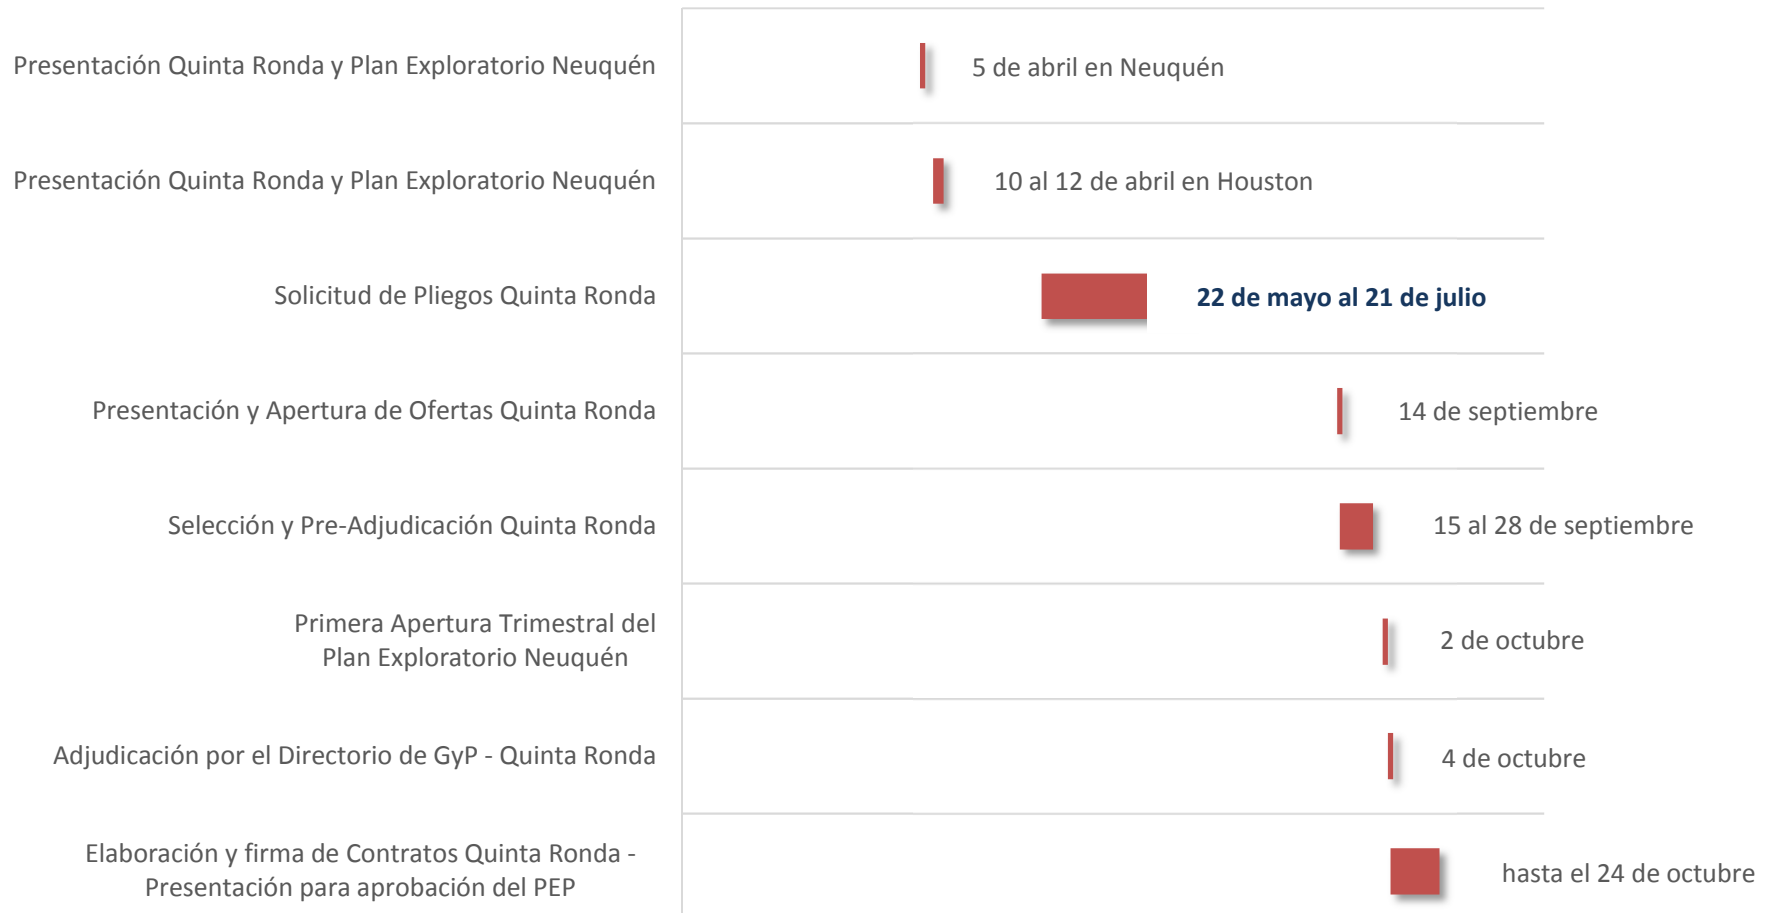 Presentación Quinta Ronda y Plan Exploratorio Neuquén
5 de abril en Neuquén
Presentación Quinta Ronda y Plan Exploratorio Neuquén
10 al 12 de abril en Houston
Solicitud de Pliegos Quinta Ronda
22 de mayo al 21 de julio
Presentación y Apertura de Ofertas Quinta Ronda
14 de septiembre
Selección y Pre-Adjudicación Quinta Ronda
15 al 28 de septiembre
Primera Apertura Trimestral del
Plan Exploratorio Neuquén
2 de octubre
Adjudicación por el Directorio de GyP - Quinta Ronda
4 de octubre
Elaboración y firma de Contratos Quinta Ronda -
Presentación para aprobación del PEP
hasta el 24 de octubre